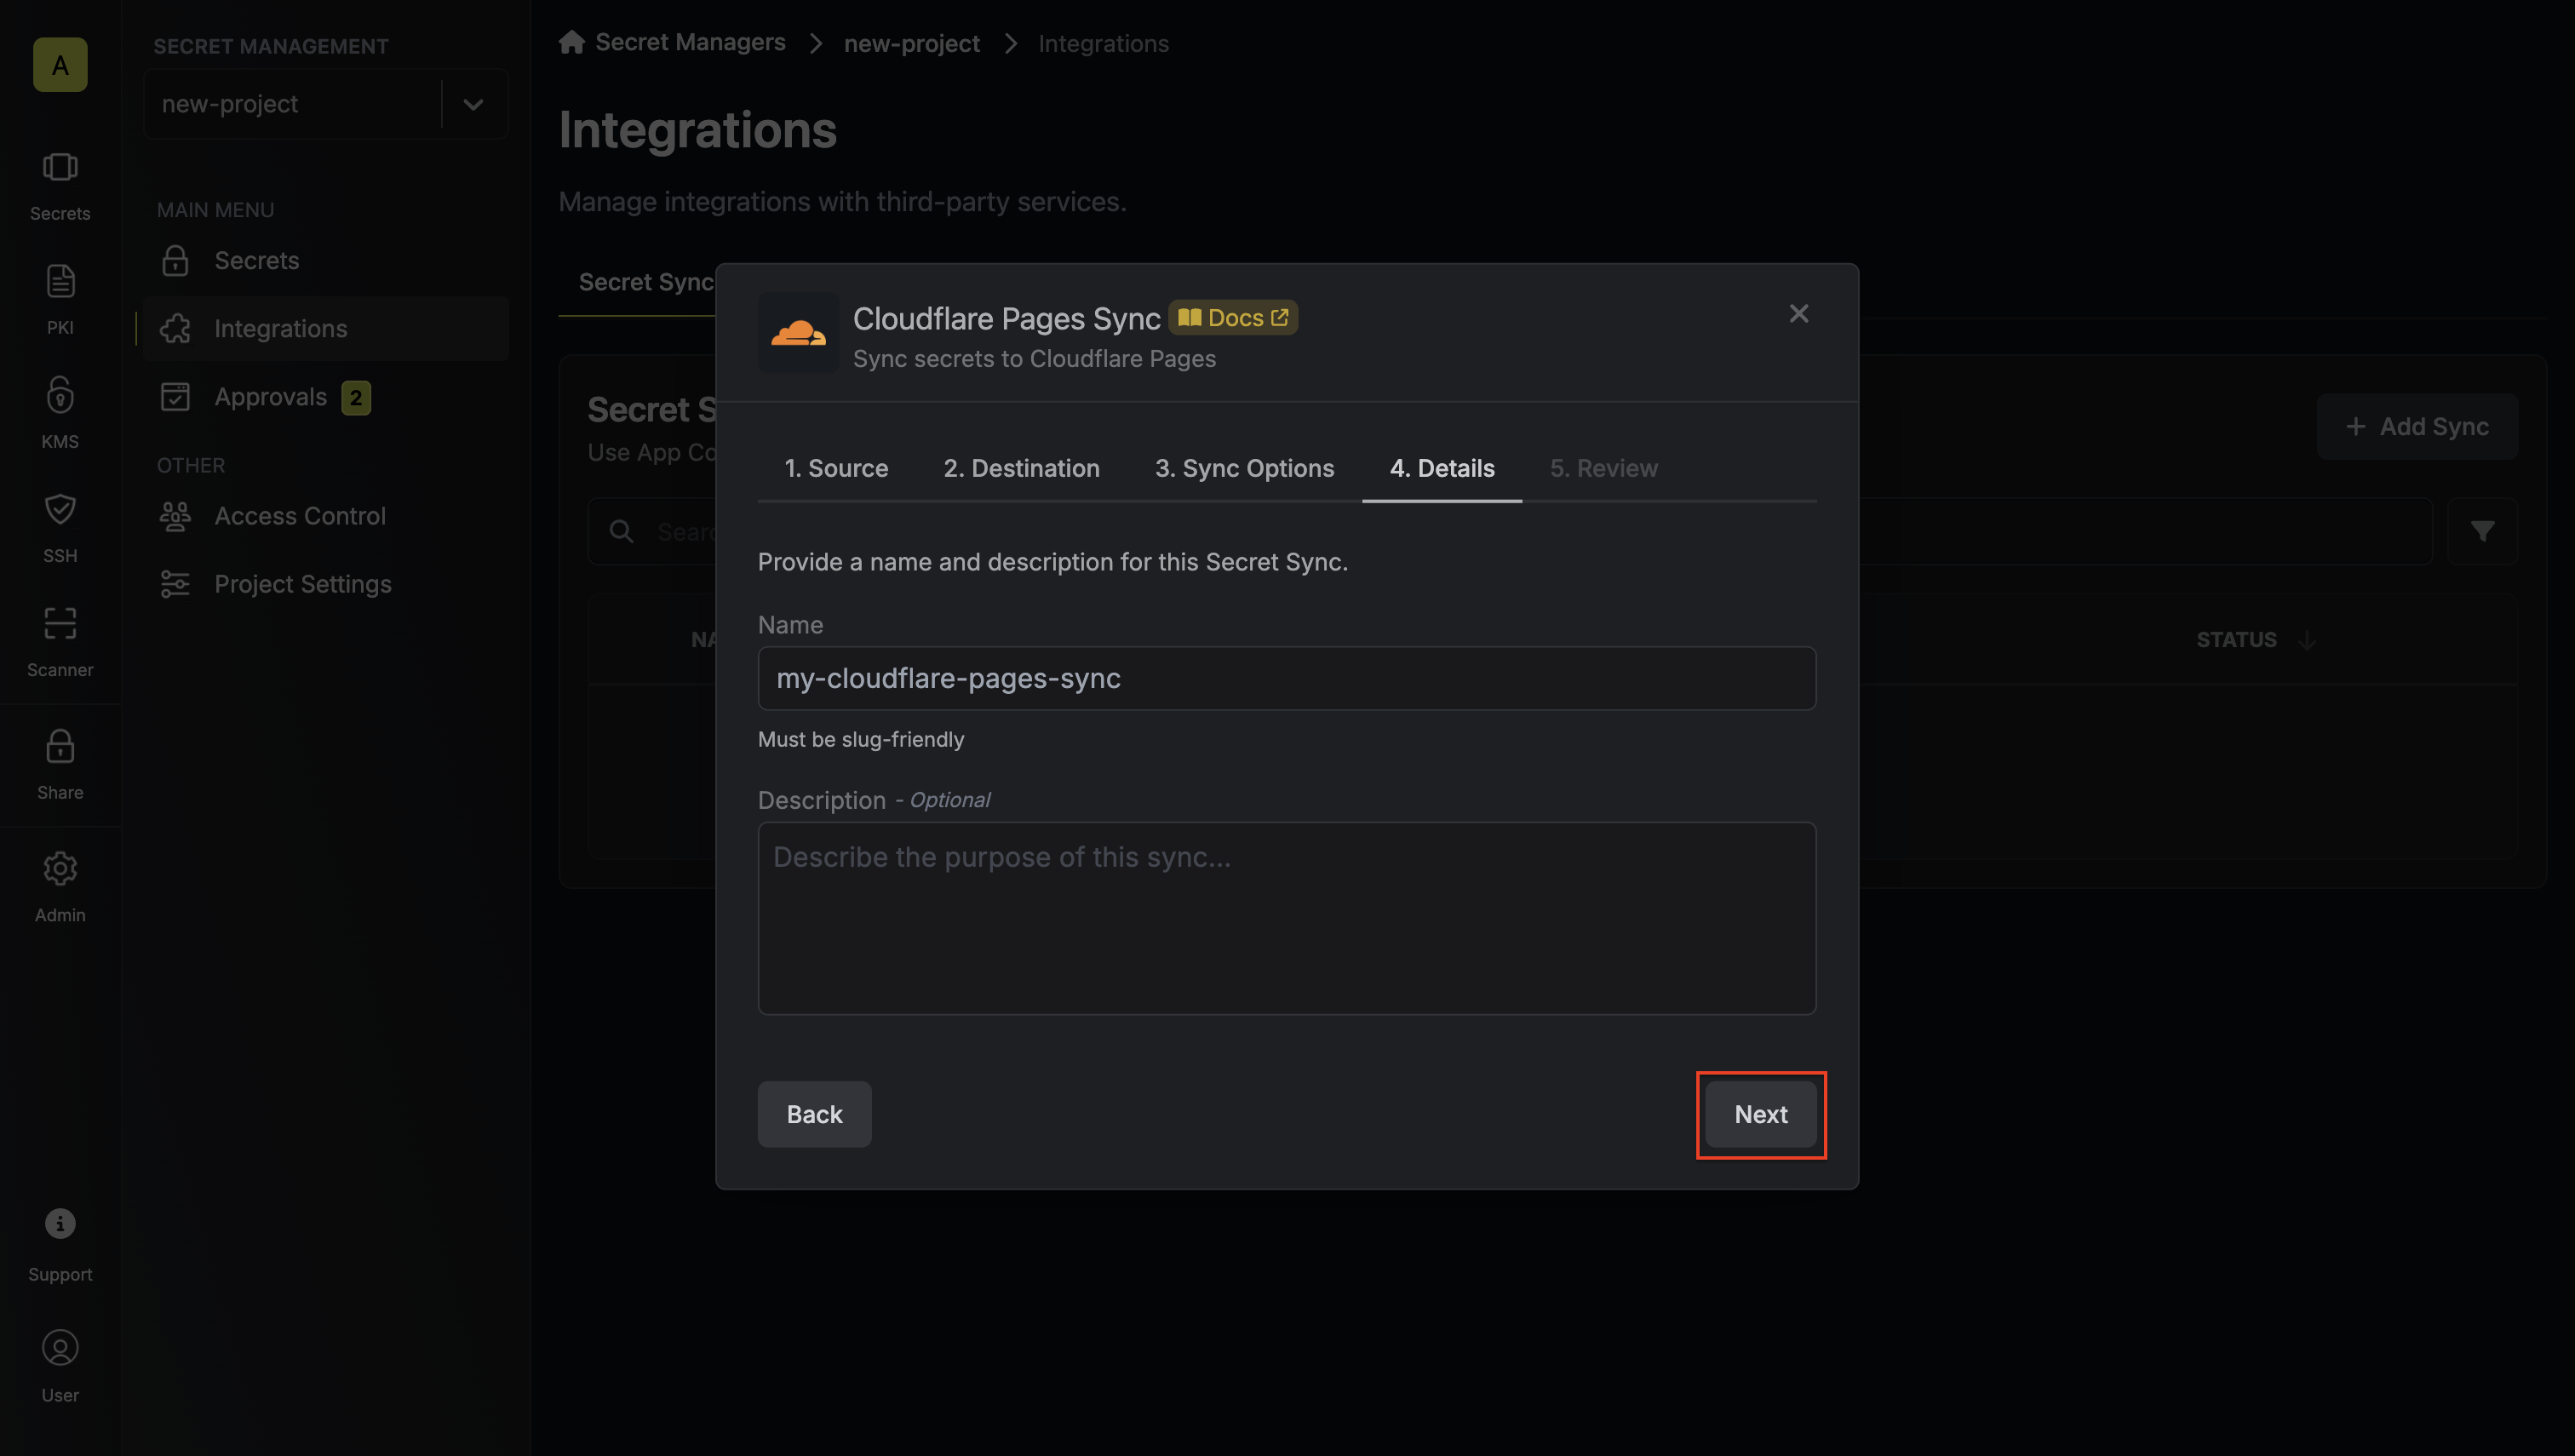 A
Secrets
PKI
KMS
SSH
Scanner
Share
Admin
Support
User
SECRET MANAGEMENT
new-project
MAIN MENU
Secrets
Integrations
Approvals 2
OTHER
Access Control
Project Settings
Secret Managers > new-project > Integrations
Integrations
Manage integrations with third-party services.
Secret Sync
Secret S
Use App Co
+ Add Sync
Sear
NA
STATUS
Cloudflare Pages Sync Docs
Sync secrets to Cloudflare Pages
1. Source 2. Destination 3. Sync Options 4. Details 5. Review
Provide a name and description for this Secret Sync.
Name
my-cloudflare-pages-sync
Must be slug-friendly
Description - Optional
Describe the purpose of this sync...
Back
Next